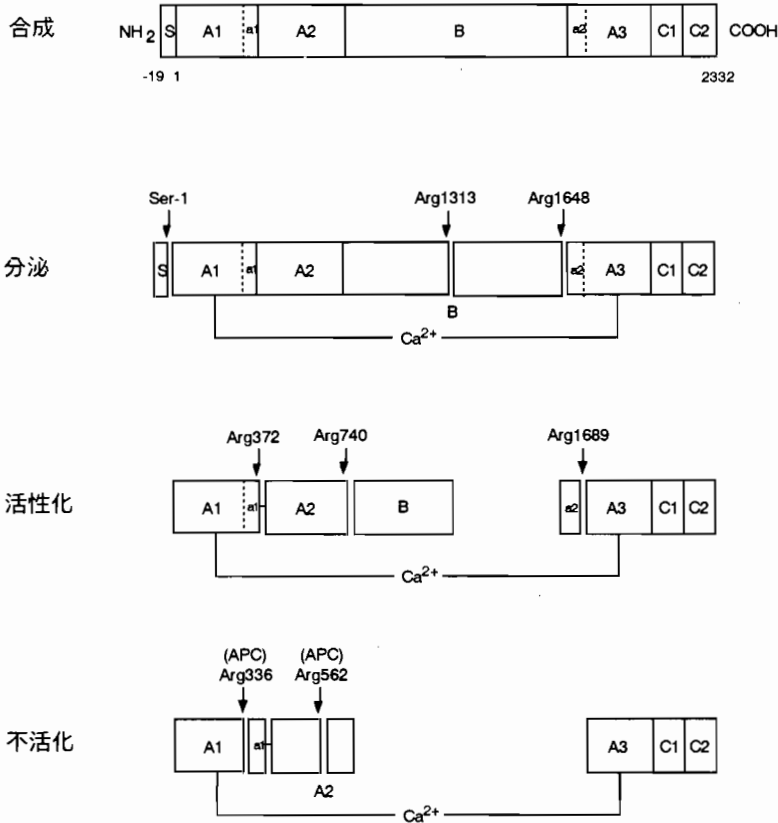 合成
NH2 S A1 a1 A2 B a2 A3 C1 C2 COOH
-19 1 2332
Ser-1 Arg1313 Arg1648
分泌
S A1 a1 A2 a2 A3 C1 C2
B
Ca2+
Arg372 Arg740 Arg1689
活性化
A1 a1 A2 B a2 A3 C1 C2
Ca2+
(APC) (APC)
Arg336 Arg562
不活化
A1 a1 A3 C1 C2
A2
Ca2+